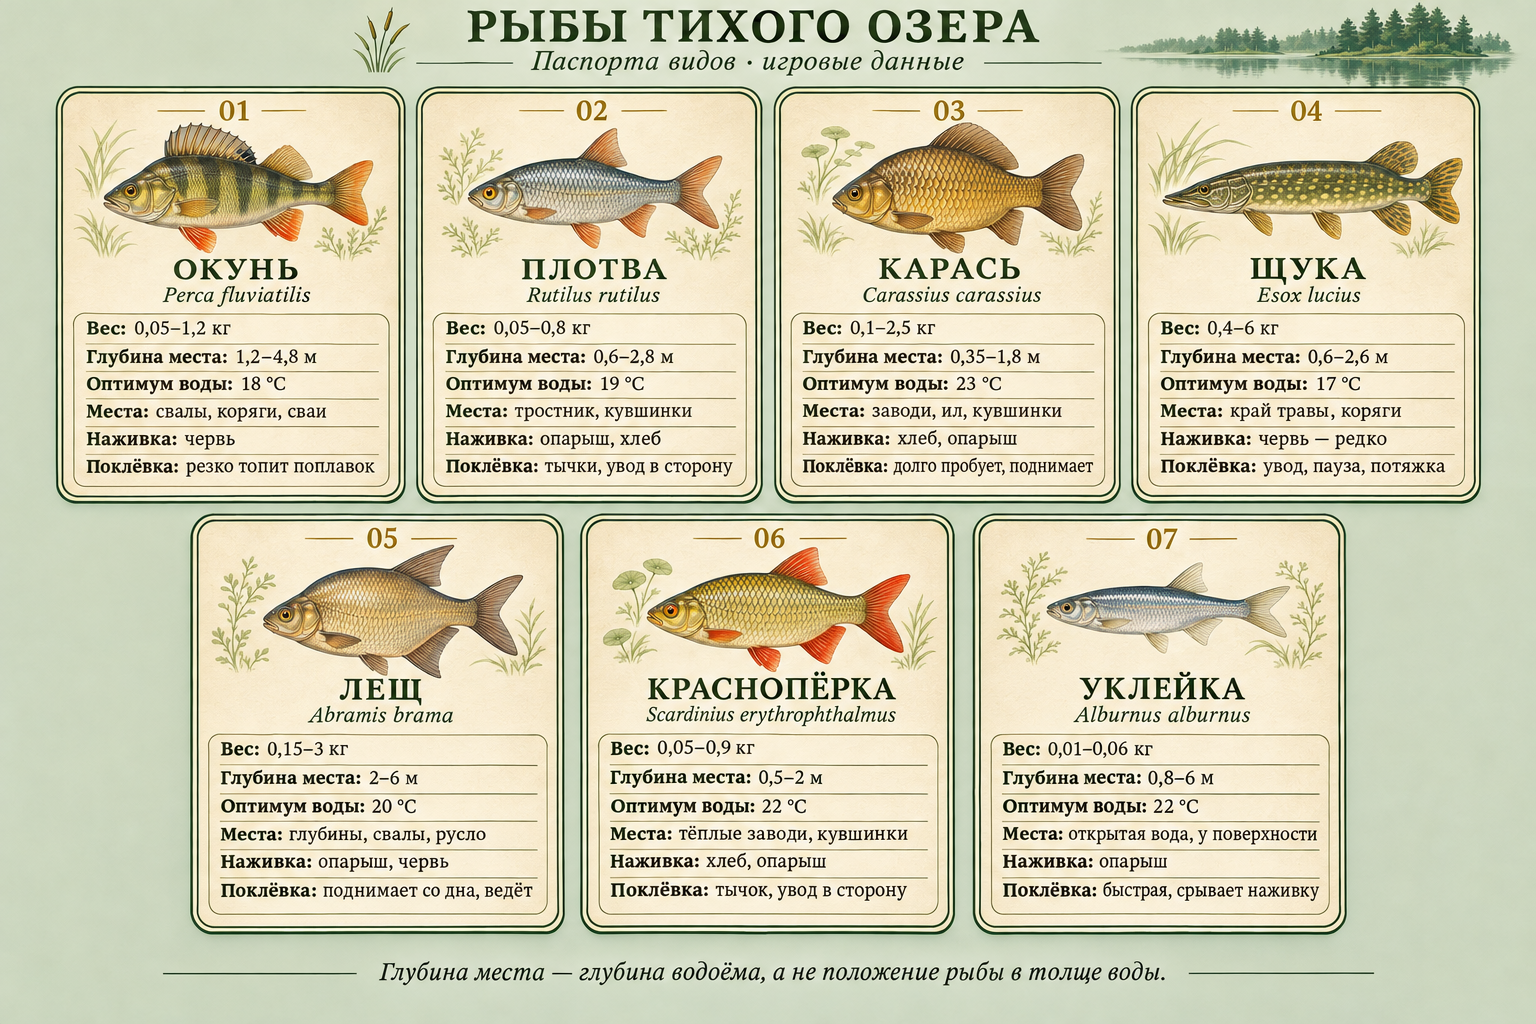 РЫБЫ ТИХОГО ОЗЕРА
Паспорта видов · игровые данные
01
ОКУНЬ
Perca fluviatilis
Вес: 0,05–1,2 кг
Глубина места: 1,2–4,8 м
Оптимум воды: 18 °C
Места: свалы, коряги, сваи
Наживка: червь
Поклёвка: резко топит поплавок
02
ПЛОТВА
Rutilus rutilus
Вес: 0,05–0,8 кг
Глубина места: 0,6–2,8 м
Оптимум воды: 19 °C
Места: тростник, кувшинки
Наживка: опарыш, хлеб
Поклёвка: тычки, увод в сторону
03
КАРАСЬ
Carassius carassius
Вес: 0,1–2,5 кг
Глубина места: 0,35–1,8 м
Оптимум воды: 23 °C
Места: заводи, ил, кувшинки
Наживка: хлеб, опарыш
Поклёвка: долго пробует, поднимает
04
ЩУКА
Esox lucius
Вес: 0,4–6 кг
Глубина места: 0,6–2,6 м
Оптимум воды: 17 °C
Места: край травы, коряги
Наживка: червь — редко
Поклёвка: увод, пауза, потяжка
05
ЛЕЩ
Abramis brama
Вес: 0,15–3 кг
Глубина места: 2–6 м
Оптимум воды: 20 °C
Места: глубины, свалы, русло
Наживка: опарыш, червь
Поклёвка: поднимает со дна, ведёт
06
КРАСНОПЁРКА
Scardinius erythrophthalmus
Вес: 0,05–0,9 кг
Глубина места: 0,5–2 м
Оптимум воды: 22 °C
Места: тёплые заводи, кувшинки
Наживка: хлеб, опарыш
Поклёвка: тычок, увод в сторону
07
УКЛЕЙКА
Alburnus alburnus
Вес: 0,01–0,06 кг
Глубина места: 0,8–6 м
Оптимум воды: 22 °C
Места: открытая вода, у поверхности
Наживка: опарыш
Поклёвка: быстрая, срывает наживку
Глубина места — глубина водоёма, а не положение рыбы в толще воды.